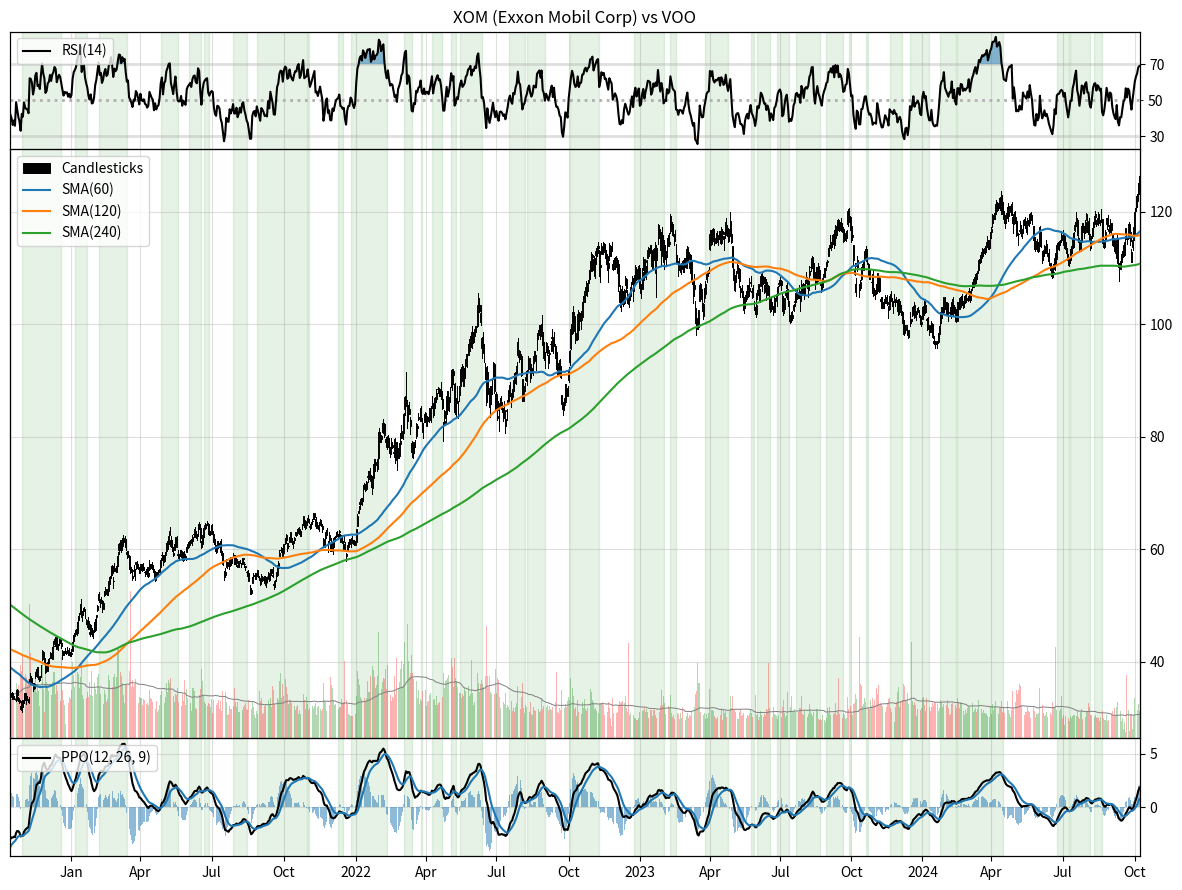 XOM (Exxon Mobil Corp) vs VOO
RSI(14)
70
50
30
Candlesticks
SMA(60)
SMA(120)
SMA(240)
120
100
80
60
40
PPO(12, 26, 9)
5
0
Jan Apr Jul Oct 2022 Apr Jul Oct 2023 Apr Jul Oct 2024 Apr Jul Oct